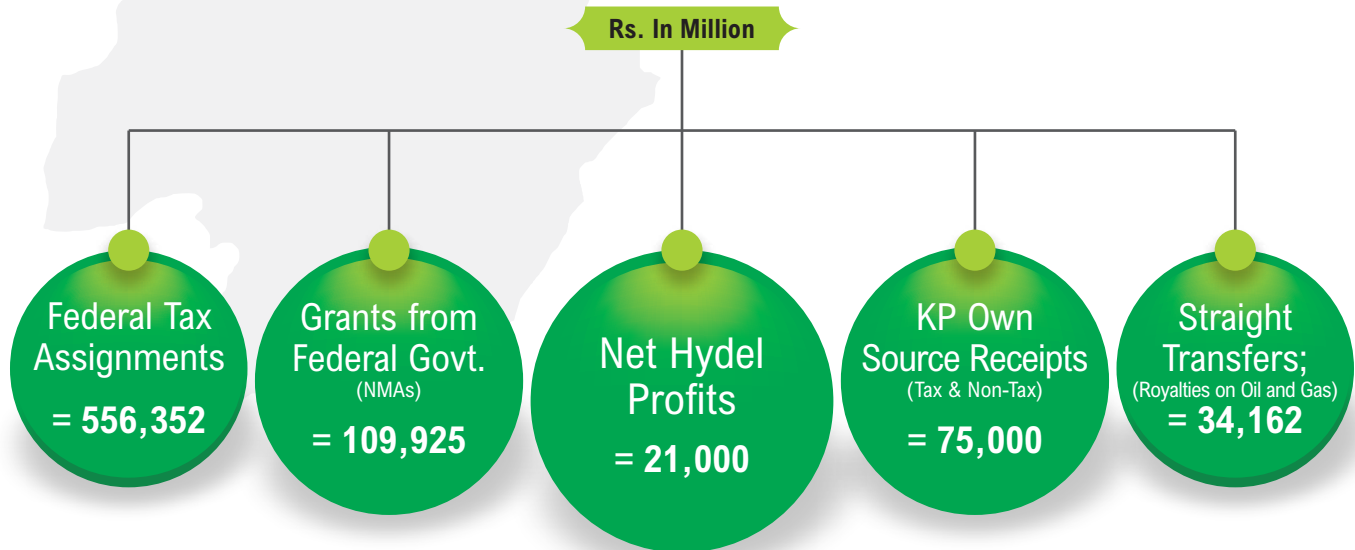 Rs. In Million
Federal Tax
Assignments
= 556,352
Grants from
Federal Govt.
(NMAs)
= 109,925
Net Hydel
Profits
= 21,000
KP Own
Source Receipts
(Tax & Non-Tax)
= 75,000
Straight
Transfers;
(Royalties on Oil and Gas)
= 34,162